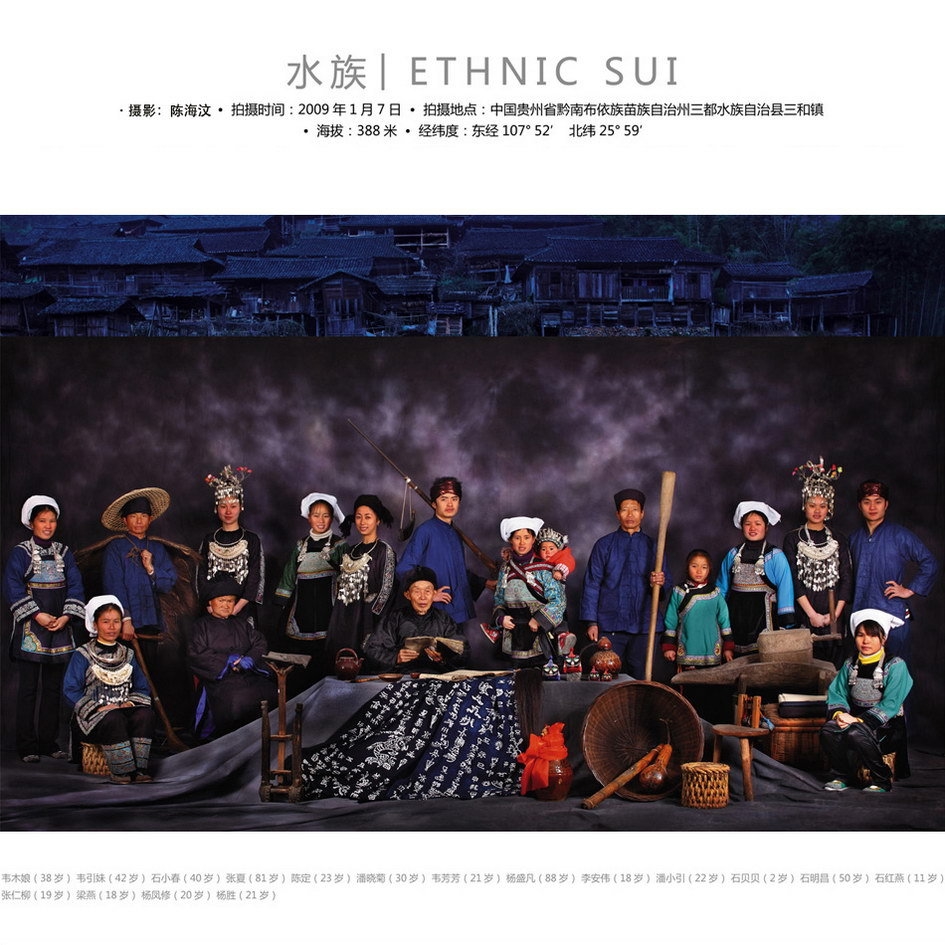 水族| ETHNIC SUI
· 摄影：陈海汶 • 拍摄时间：2009 年 1 月 7 日 • 拍摄地点：中国贵州省黔南布依族苗族自治州三都水族自治县三和镇
• 海拔：388 米 • 经纬度：东经 107° 52′ 北纬 25° 59′
韦木娘（38 岁） 韦引妹（42 岁） 石小春（40 岁） 张夏（81 岁） 陈定（23 岁） 潘晓菊（30 岁） 韦芳芳（21 岁） 杨盛凡（88 岁） 李安伟（18 岁） 潘小引（22 岁） 石贝贝（2 岁） 石明昌（50 岁） 石红燕（11 岁）
张仁柳（19 岁） 梁燕（18 岁） 杨凤修（20 岁） 杨胜（21 岁）